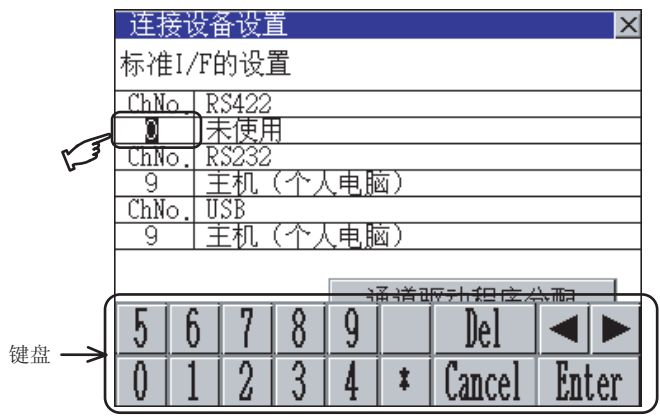 连接设备设置
标准I/F的设置
ChNo. RS422
0 未使用
ChNo. RS232
9 主机（个人电脑）
ChNo. USB
9 主机（个人电脑）
通道驱动程序分配
5 6 7 8 9 Del ◀ ▶
键盘
0 1 2 3 4 * Cancel Enter